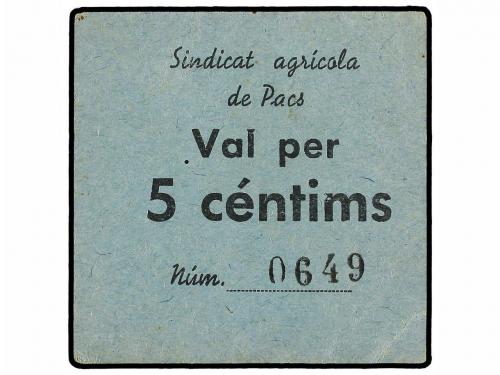 Sindicat agrícola
de Pacs
Val per
5 céntims
Núm. 0649